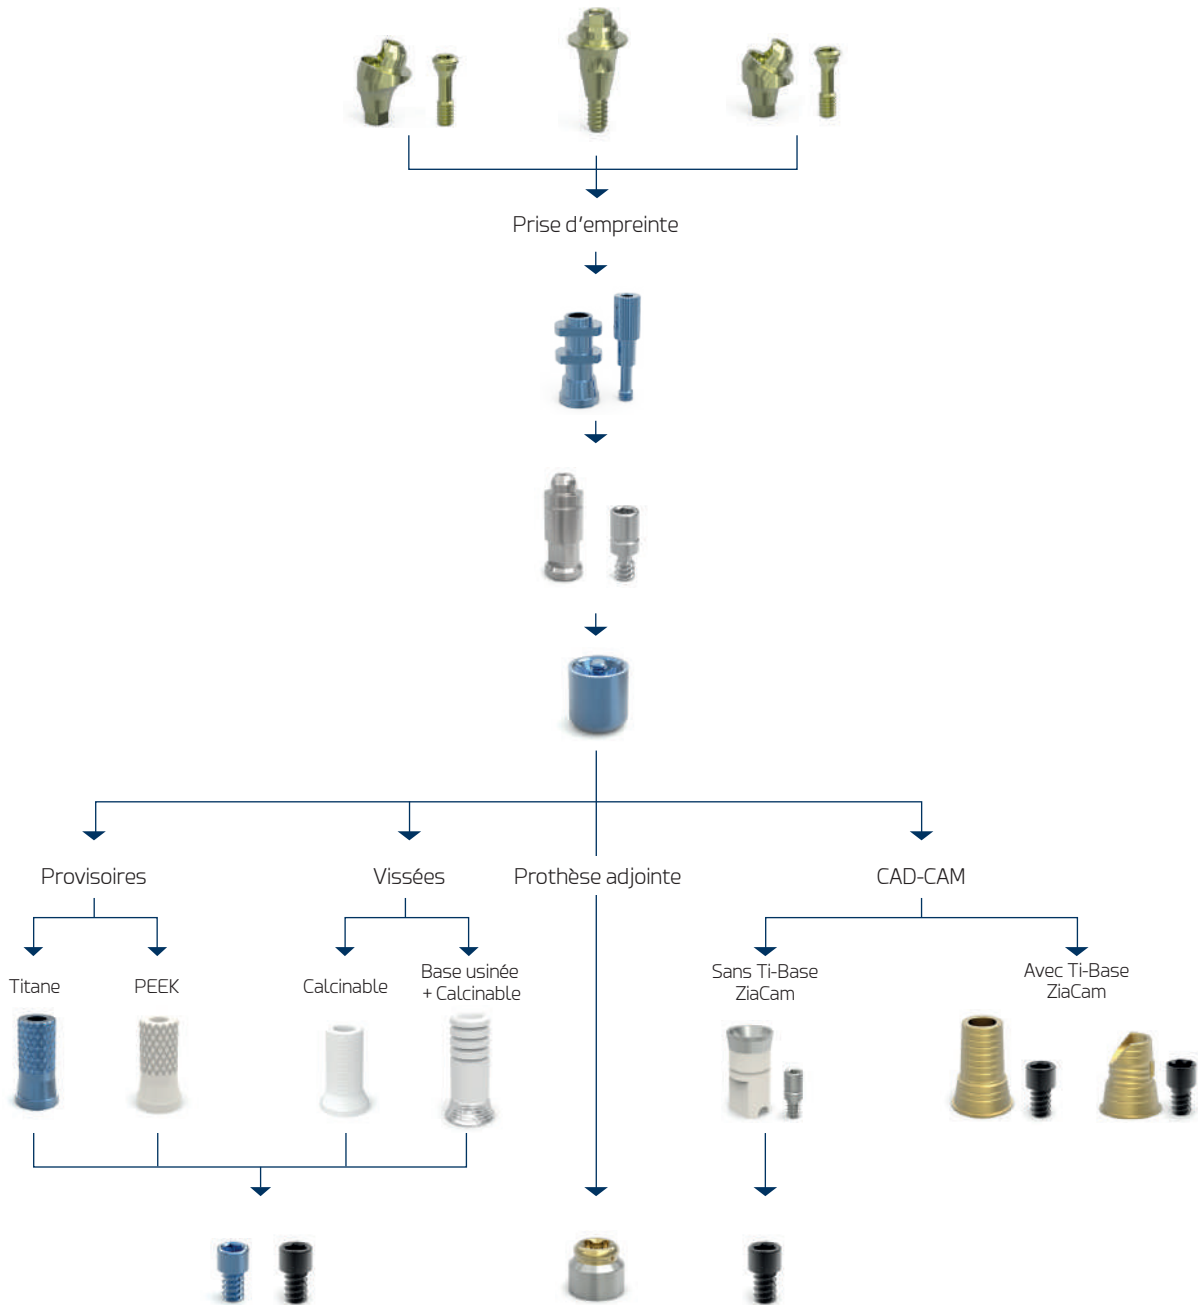 Prise d'empreinte
Provisoires
Vissées
Prothèse adjointe
CAD-CAM
Titane
PEEK
Calcinable
Base usinée
+ Calcinable
Sans Ti-Base
ZiaCam
Avec Ti-Base
ZiaCam